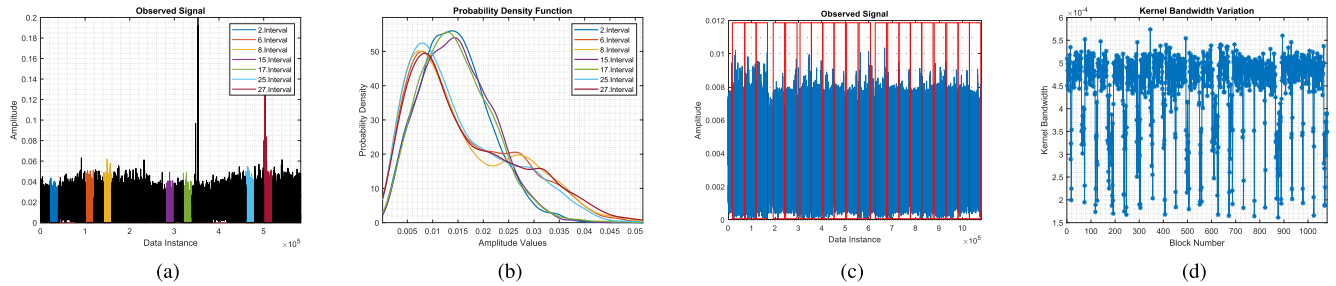 Observed Signal
0.2
0.18
0.16
0.14
0.12
0.1
0.08
0.06
0.04
0.02
0
Amplitude
2.Interval
6.Interval
8.Interval
15.Interval
17.Interval
25.Interval
27.Interval
0 1 2 3 4 5
Data Instance
×10⁵
(a)
Probability Density Function
50
40
30
20
10
0
Probability Density
2.Interval
6.Interval
8.Interval
15.Interval
17.Interval
25.Interval
27.Interval
0.005 0.01 0.015 0.02 0.025 0.03 0.035 0.04 0.045 0.05
Amplitude Values
(b)
Observed Signal
0.012
0.01
0.008
0.006
0.004
0.002
0
Amplitude
0 1 2 3 4 5 6 7 8 9 10
Data Instance
×10⁵
(c)
Kernel Bandwidth Variation
×10⁻⁴
6
5.5
5
4.5
4
3.5
3
2.5
2
1.5
Kernel Bandwidth
0 100 200 300 400 500 600 700 800 900 1000
Block Number
(d)